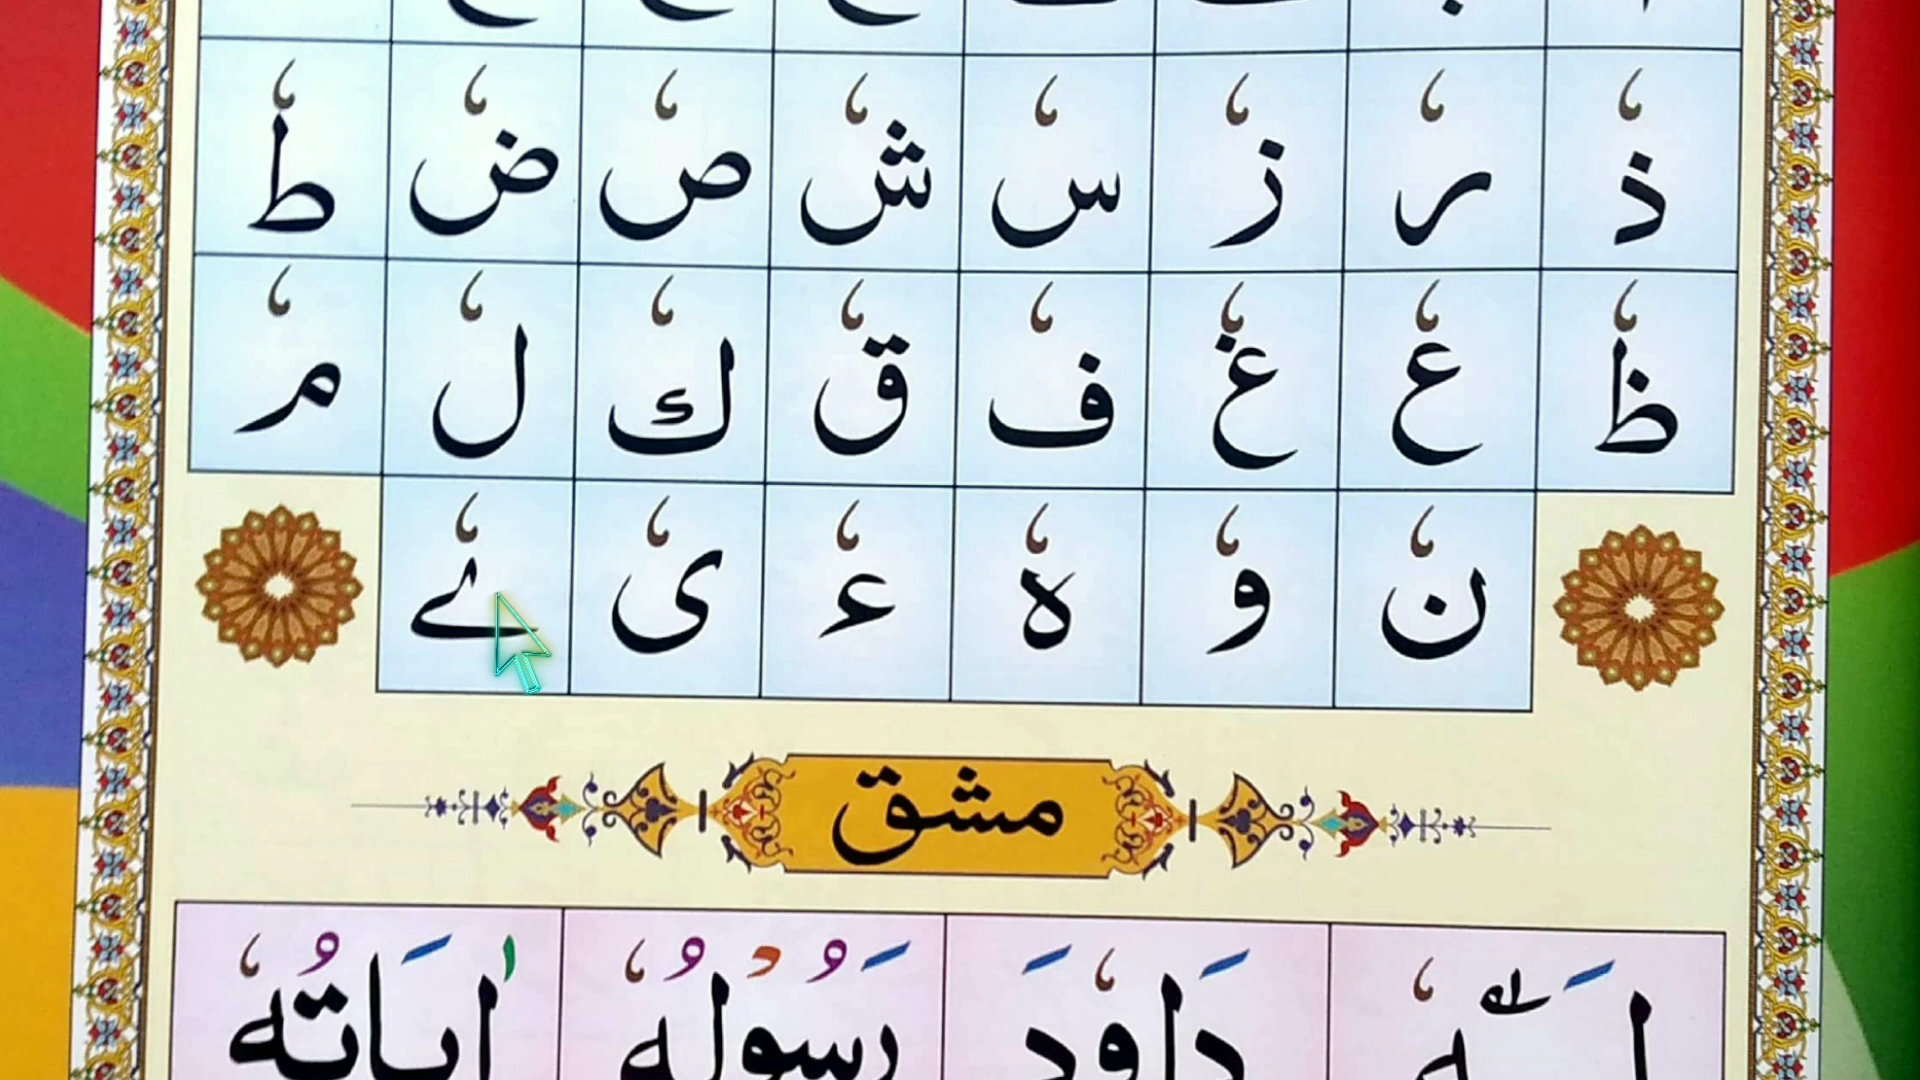 ذٗ رٗ زٗ سٗ شٗ صٗ ضٗ طٗ
ظٗ عٗ غٗ فٗ قٗ كٗ لٗ مٗ
نٗ وٗ هٗ ءٗ یٗ ےٗ
مشق
لَهٗ دَاوٗدَ رَسُوْلُهٗ اٰیَاتُهٗ